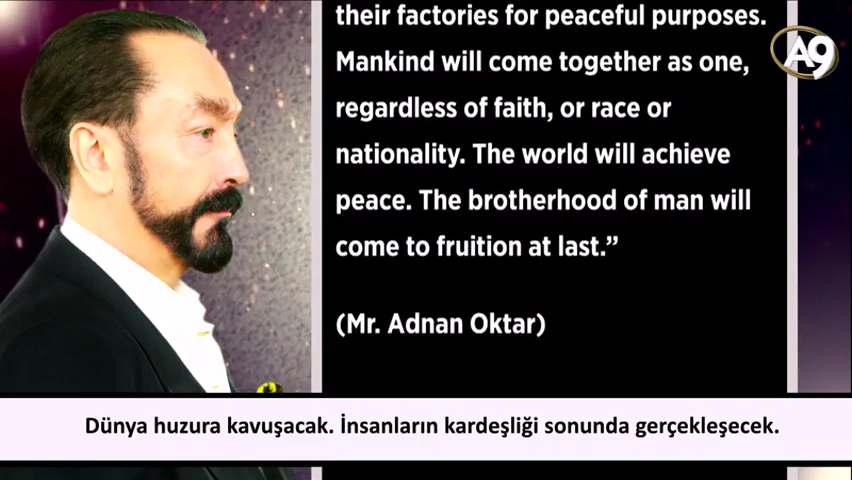 their factories for peaceful purposes.
A9
Mankind will come together as one,
regardless of faith, or race or
nationality. The world will achieve
peace. The brotherhood of man will
come to fruition at last.”
(Mr. Adnan Oktar)
Dünya huzura kavuşacak. İnsanların kardeşliği sonunda gerçekleşecek.